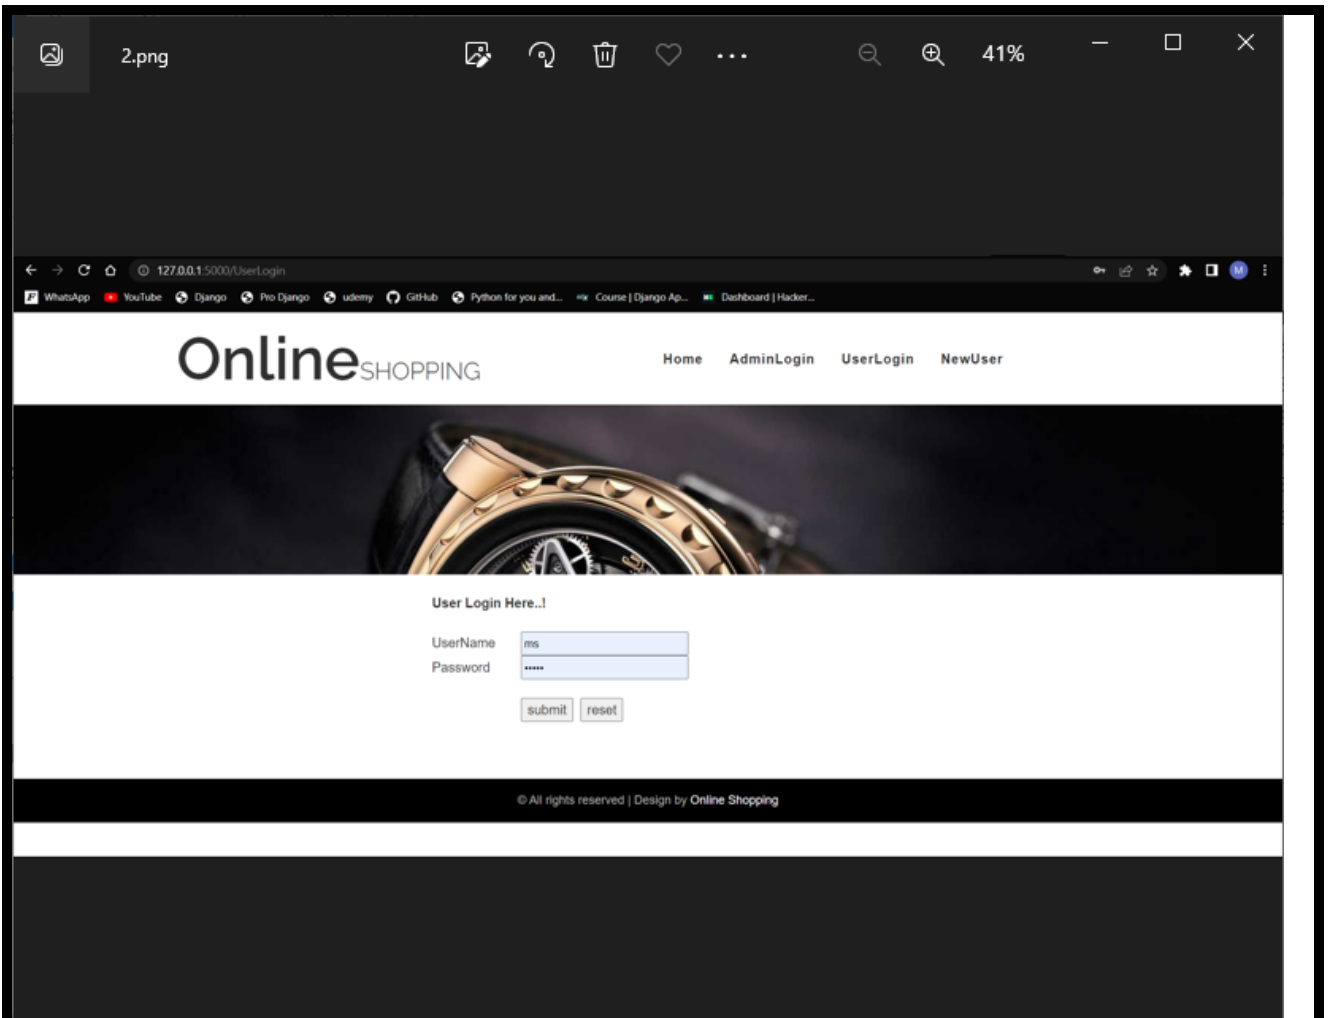 2.png
41%
127.0.0.1:5000/UserLogin
M
WhatsApp YouTube Django Pro Django udemy GitHub Python for you and... Course | Django Ap... Dashboard | Hacker...
Online SHOPPING
Home AdminLogin UserLogin NewUser
User Login Here..!
UserName ms
Password •••••
submit reset
© All rights reserved | Design by Online Shopping